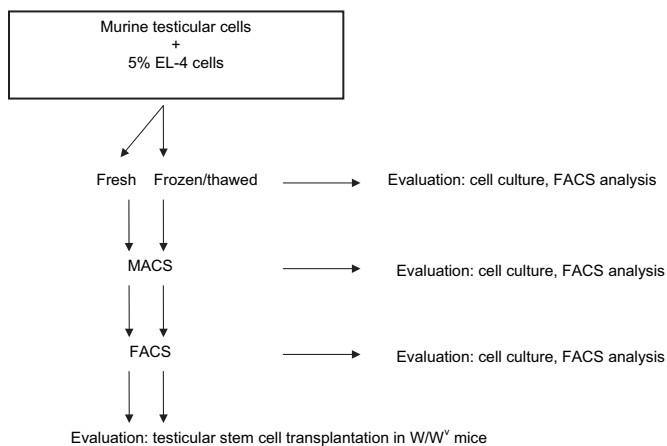 Murine testicular cells
+
5% EL-4 cells
Fresh Frozen/thawed Evaluation: cell culture, FACS analysis
MACS Evaluation: cell culture, FACS analysis
FACS Evaluation: cell culture, FACS analysis
Evaluation: testicular stem cell transplantation in W/Wᵛ mice